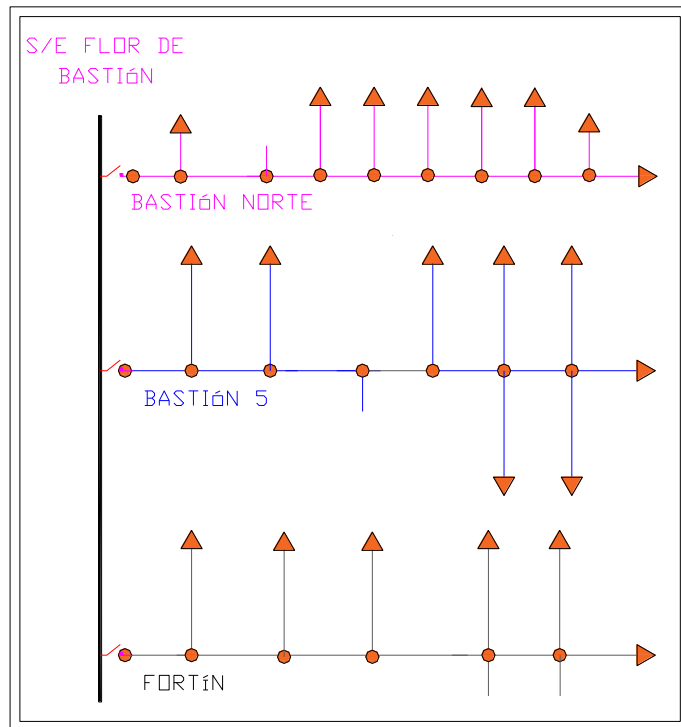 S/E FLOR DE
BASTIóN
BASTIóN NORTE
BASTIóN 5
FORTíN